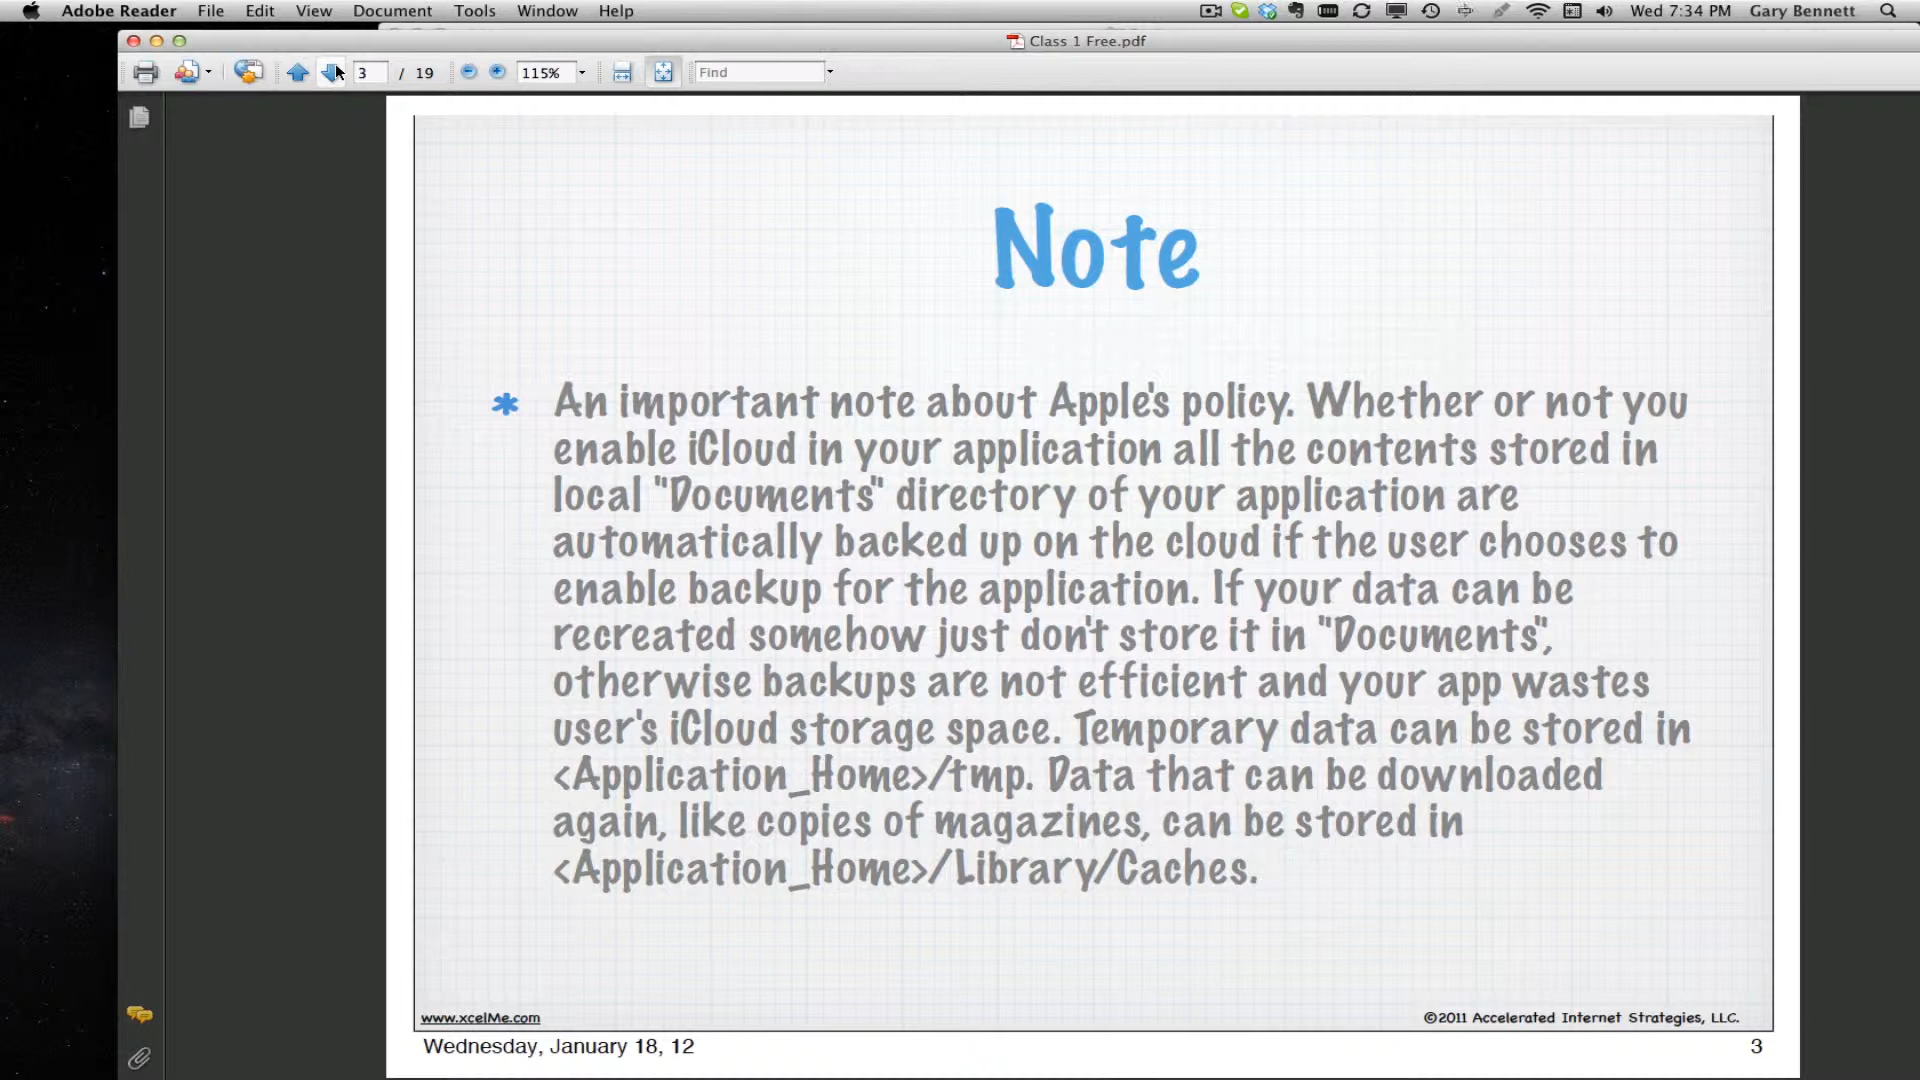 Adobe Reader File Edit View Document Tools Window Help Wed 7:34 PM Gary Bennett
Class 1 Free.pdf
3 / 19 115% Find
Note
* An important note about Apple's policy. Whether or not you
enable iCloud in your application all the contents stored in
local "Documents" directory of your application are
automatically backed up on the cloud if the user chooses to
enable backup for the application. If your data can be
recreated somehow just don't store it in "Documents",
otherwise backups are not efficient and your app wastes
user's iCloud storage space. Temporary data can be stored in
<Application_Home>/tmp. Data that can be downloaded
again, like copies of magazines, can be stored in
<Application_Home>/Library/Caches.
www.xcelMe.com ©2011 Accelerated Internet Strategies, LLC.
Wednesday, January 18, 12 3